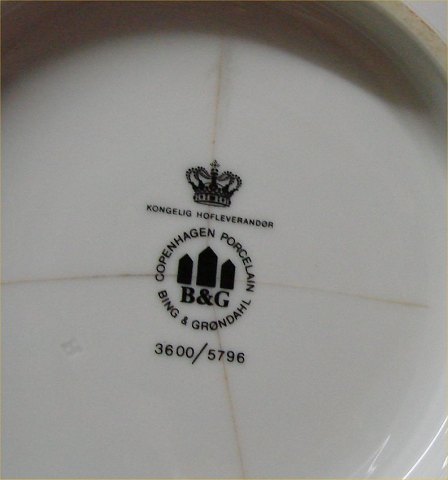 KONGELIG HOFLEVERANDØR
COPENHAGEN PORCELAIN
B&G
BING & GRØNDAHL
3600/5796